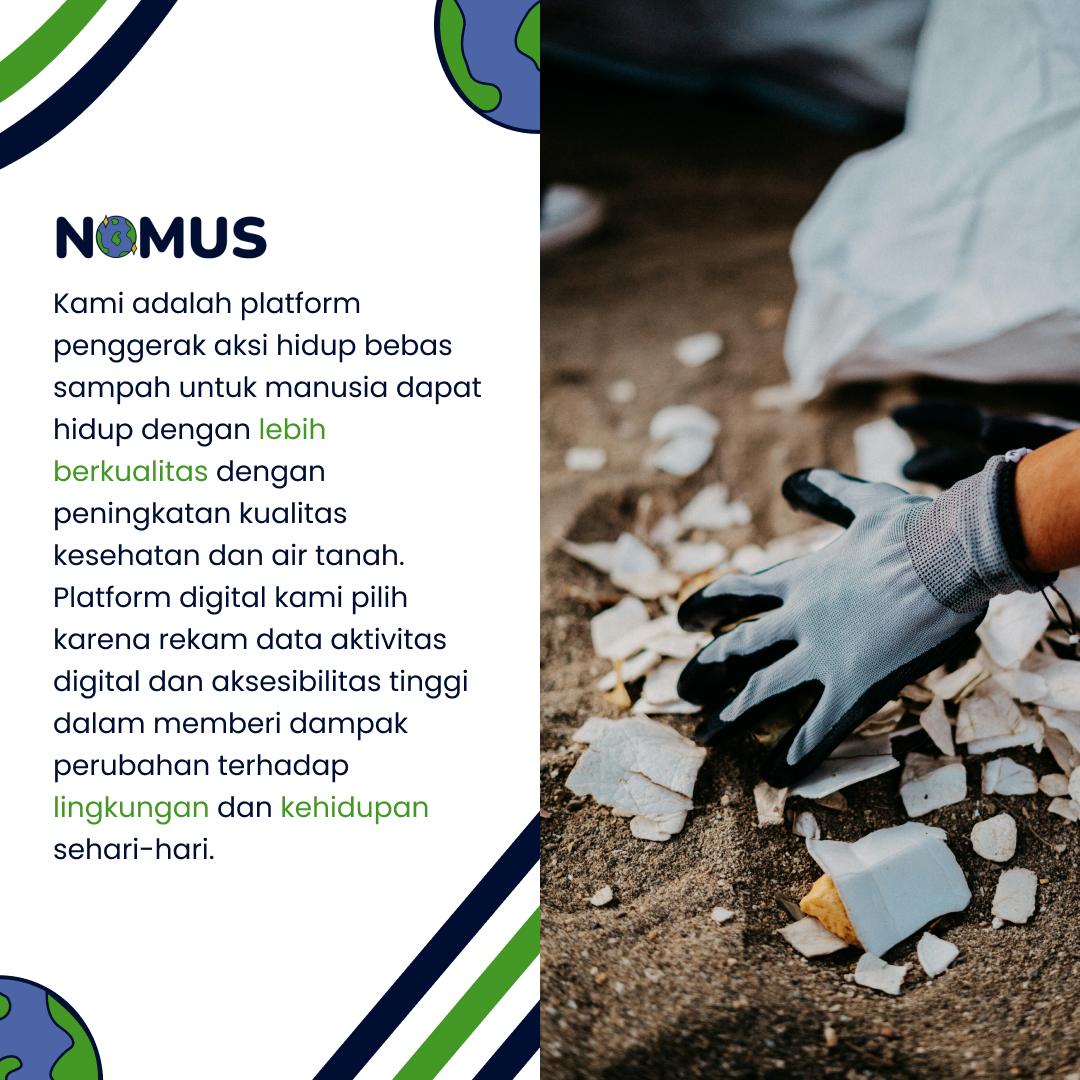 NOMUS
Kami adalah platform
penggerak aksi hidup bebas
sampah untuk manusia dapat
hidup dengan lebih
berkualitas dengan
peningkatan kualitas
kesehatan dan air tanah.
Platform digital kami pilih
karena rekam data aktivitas
digital dan aksesibilitas tinggi
dalam memberi dampak
perubahan terhadap
lingkungan dan kehidupan
sehari-hari.